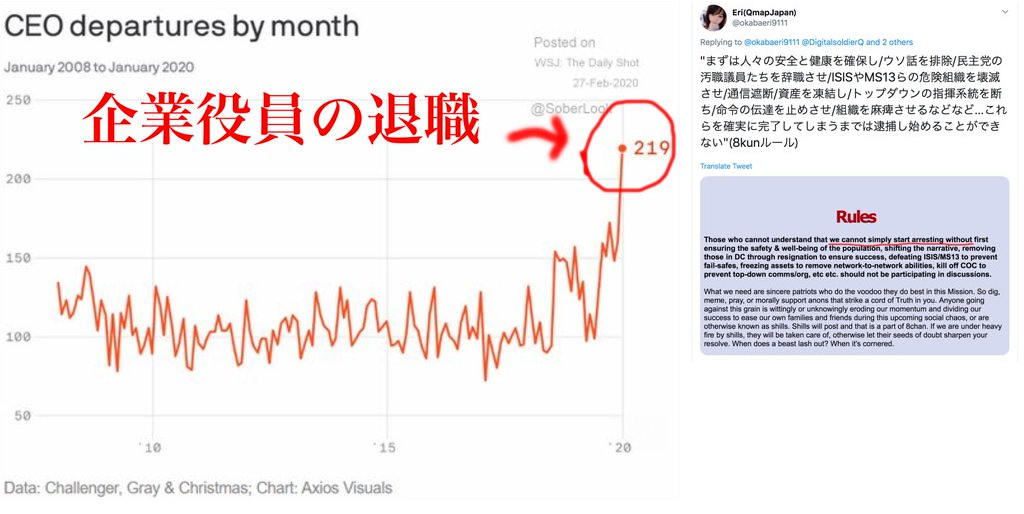 CEO departures by month
January 2008 to January 2020
Posted on
WSJ: The Daily Shot
27-Feb-2020
@SoberLook
250
企業役員の退職
219
200
150
100
50
'10
'15
'20
Data: Challenger, Gray & Christmas; Chart: Axios Visuals
Eri(QmapJapan)
@okabaeri9111
Replying to @okabaeri9111 @DigitalsoldierQ and 2 others
"まずは人々の安全と健康を確保し/ウソ話を排除/民主党の
汚職議員たちを辞職させ/ISISやMS13らの危険組織を壊滅
させ/通信遮断/資産を凍結し/トップダウンの指揮系統を断
ち/命令の伝達を止めさせ/組織を麻痺させるなどなど...これ
らを確実に完了してしまうまでは逮捕し始めることができ
ない"(8kunルール)
Translate Tweet
Rules
Those who cannot understand that we cannot simply start arresting without first
ensuring the safety & well-being of the population, shifting the narrative, removing
those in DC through resignation to ensure success, defeating ISIS/MS13 to prevent
fail-safes, freezing assets to remove network-to-network abilities, kill off COC to
prevent top-down comms/org, etc etc. should not be participating in discussions.
What we need are sincere patriots who do the voodoo they do best in this Mission. So dig,
meme, pray, or morally support anons that strike a cord of Truth in you. Anyone going
against this grain is wittingly or unknowingly eroding our momentum and dividing our
success to ease our own families and friends during this upcoming social chaos, or are
otherwise known as shills. Shills will post and that is a part of 8chan. If we are under heavy
fire by shills, they will be taken care of, otherwise let their seeds of doubt sharpen your
resolve. When does a beast lash out? When it's cornered.